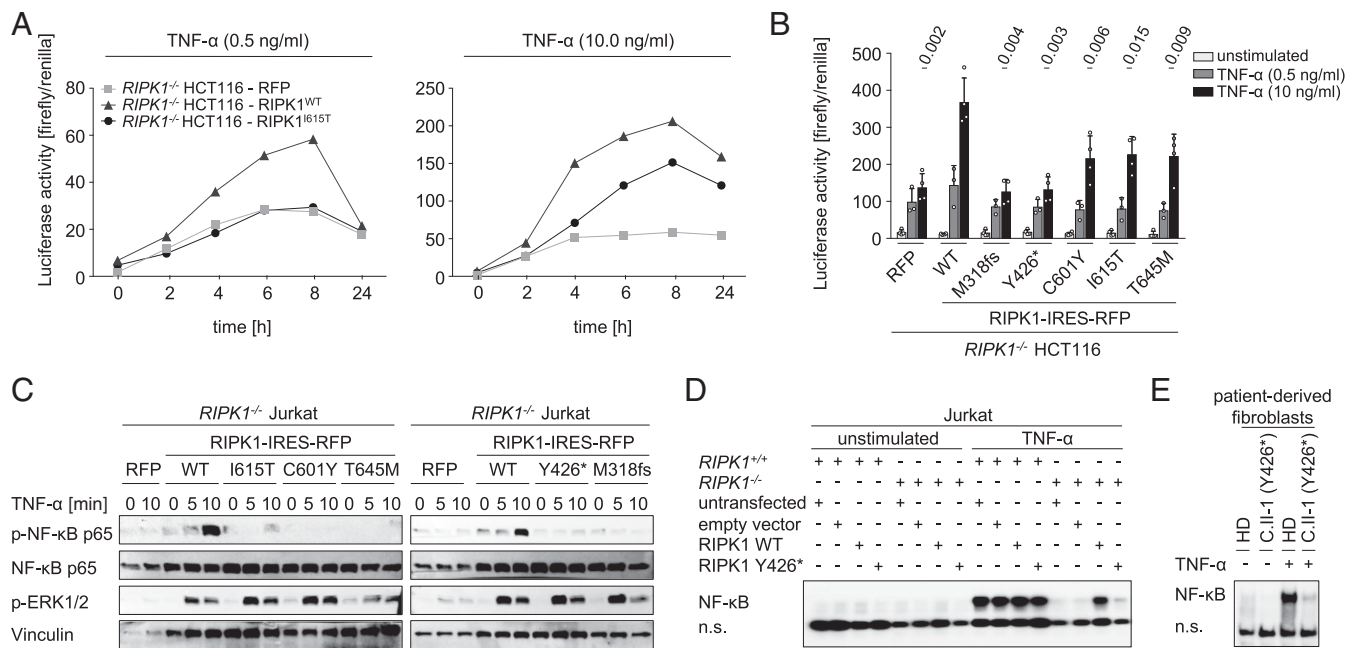 A
TNF-α (0.5 ng/ml)
TNF-α (10.0 ng/ml)
Luciferase activity [firefly/renilla]
80
60
40
20
0
RIPK1-/- HCT116 - RFP
RIPK1-/- HCT116 - RIPK1WT
RIPK1-/- HCT116 - RIPK1I615T
0 2 4 6 8 24
time [h]
250
200
150
100
50
0
0 2 4 6 8 24
time [h]
B
Luciferase activity [firefly/renilla]
500
400
300
200
100
0
0.002
0.004
0.003
0.006
0.015
0.009
unstimulated
TNF-α (0.5 ng/ml)
TNF-α (10 ng/ml)
RFP
WT
M318fs
Y426*
C601Y
I615T
T645M
RIPK1-IRES-RFP
RIPK1-/- HCT116
C
RIPK1-/- Jurkat
RIPK1-IRES-RFP
RFP WT I615T C601Y T645M
TNF-α [min] 0 10 0 5 10 0 5 10 0 5 10 0 5 10
RIPK1-/- Jurkat
RIPK1-IRES-RFP
RFP WT Y426* M318fs
0 5 10 0 5 10 0 5 10 0 5 10
p-NF-κB p65
NF-κB p65
p-ERK1/2
Vinculin
D
Jurkat
unstimulated TNF-α
RIPK1+/+ + + + + - - - - + + + + - - - -
RIPK1-/- - - - - + + + + - - - - + + + +
untransfected + - - - + - - - + - - - + - - -
empty vector - + - - - + - - - + - - - + - -
RIPK1 WT - - + - - - + - - - + - - - + -
RIPK1 Y426* - - - + - - - + - - - + - - - +
NF-κB
n.s.
E
patient-derived
fibroblasts
HD
C.II-1 (Y426*)
HD
C.II-1 (Y426*)
TNF-α - - + +
NF-κB
n.s.